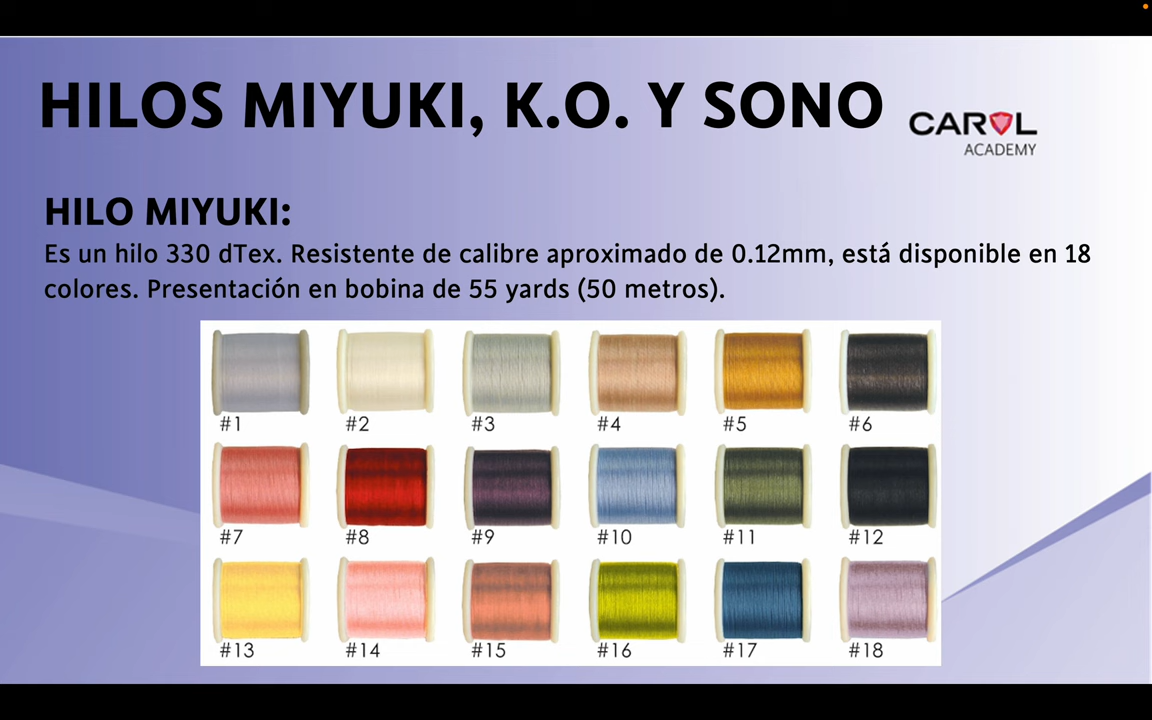 HILOS MIYUKI, K.O. Y SONO
CAROL
ACADEMY
HILO MIYUKI:
Es un hilo 330 dTex. Resistente de calibre aproximado de 0.12mm, está disponible en 18
colores. Presentación en bobina de 55 yards (50 metros).
#1 #2 #3 #4 #5 #6
#7 #8 #9 #10 #11 #12
#13 #14 #15 #16 #17 #18